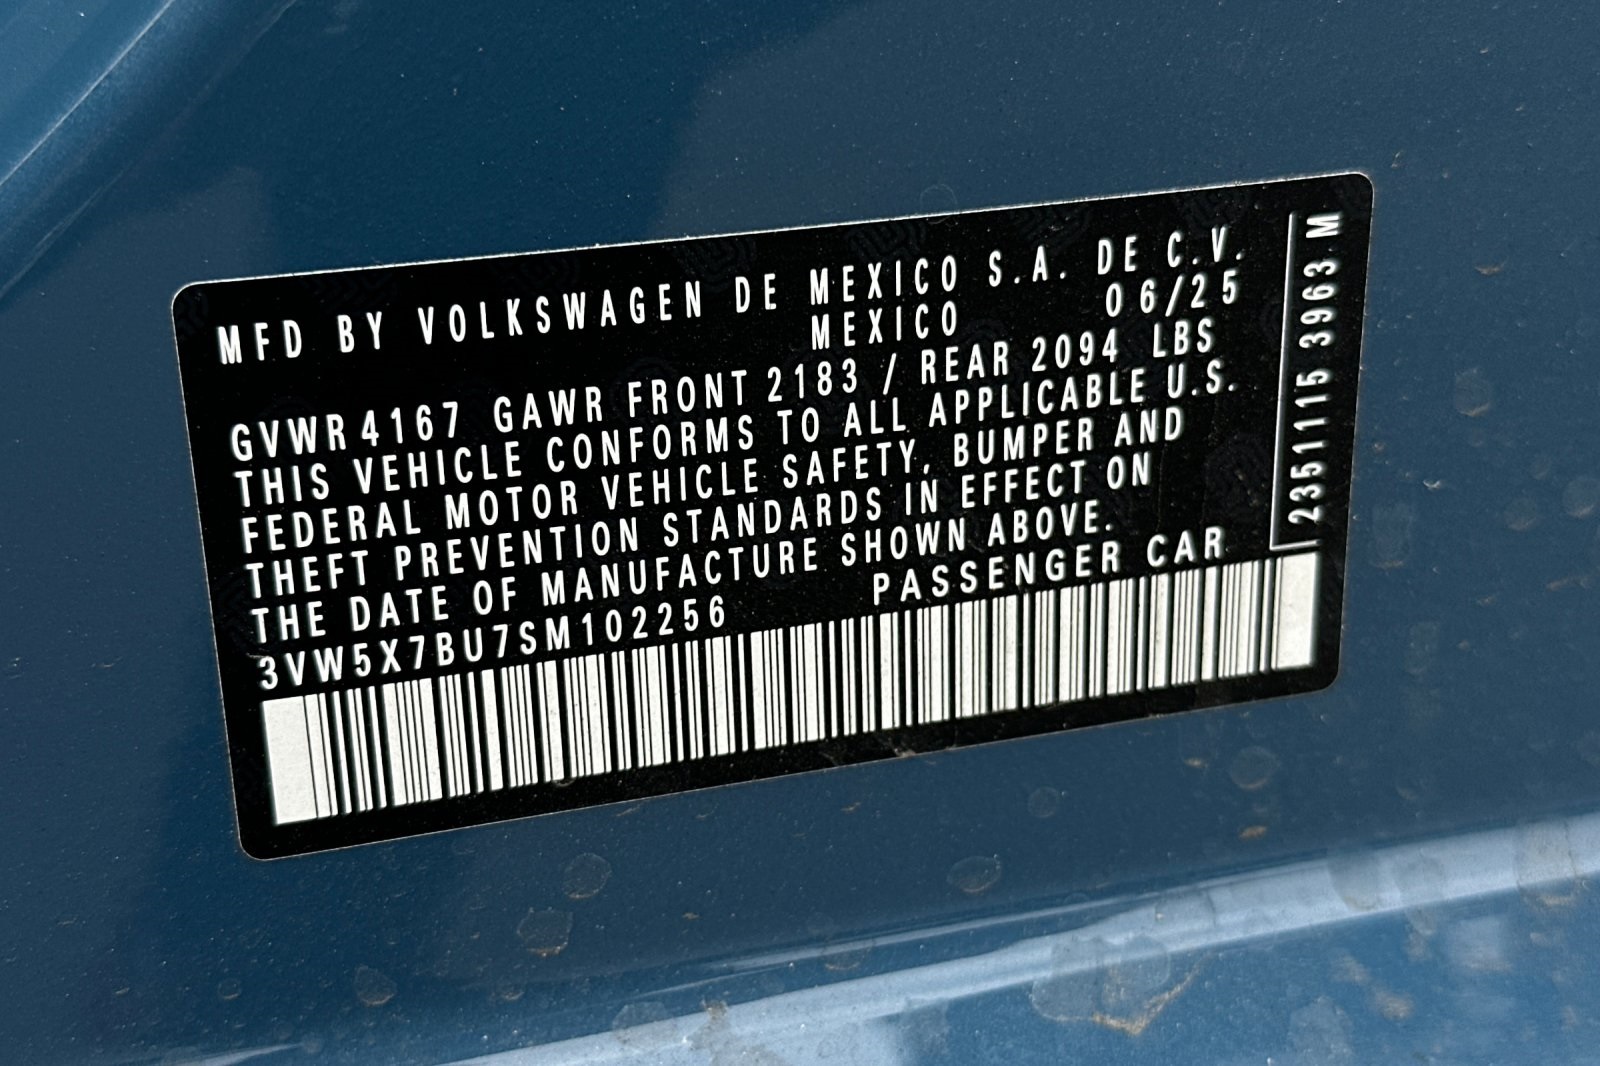 MFD BY VOLKSWAGEN DE MEXICO S.A. DE C.V.
MEXICO 06/25
GVWR 4167 GAWR FRONT 2183 / REAR 2094 LBS
THIS VEHICLE CONFORMS TO ALL APPLICABLE U.S.
FEDERAL MOTOR VEHICLE SAFETY, BUMPER AND
THEFT PREVENTION STANDARDS IN EFFECT ON
THE DATE OF MANUFACTURE SHOWN ABOVE.
3VW5X7BU7SM102256 PASSENGER CAR
2351115 3963 M